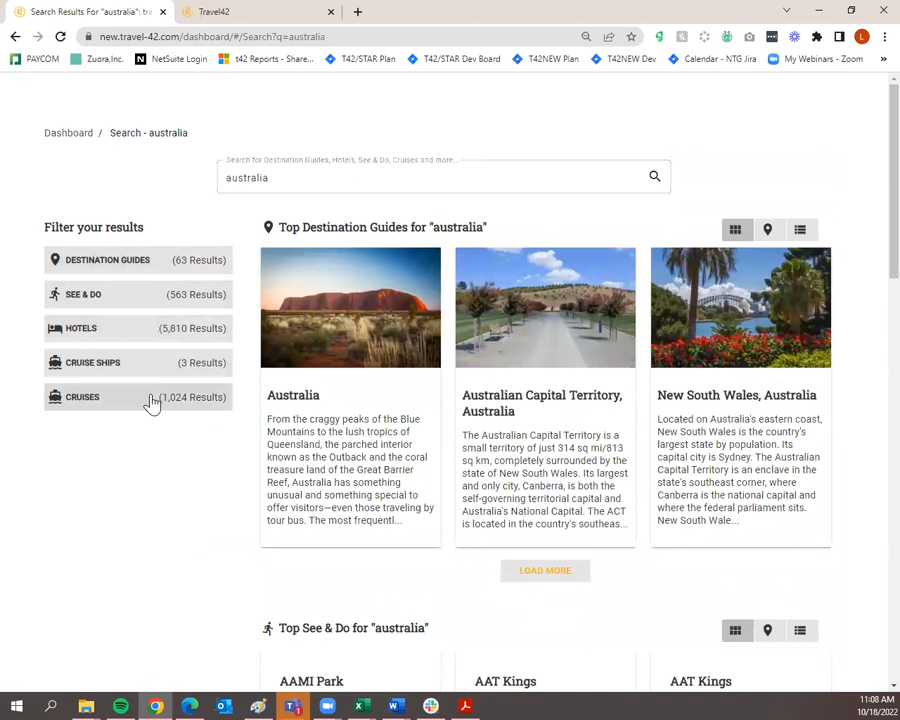 Search Results For "australia": tra
Travel42
new.travel-42.com/dashboard/#/Search?q=australia
L
PAYCOM
Zuora,Inc.
NetSuite Login
t42 Reports - Share...
T42/STAR Plan
T42/STAR Dev Board
T42NEW Plan
T42/NEW Dev
Calendar - NTG Jira
My Webinars - Zoom
Dashboard / Search - australia
Search for Destination Guides, Hotels, See & Do, Cruises and more...
australia
Filter your results
DESTINATION GUIDES (63 Results)
SEE & DO (563 Results)
HOTELS (5,810 Results)
CRUISE SHIPS (3 Results)
CRUISES (1,024 Results)
Top Destination Guides for "australia"
Australia
From the craggy peaks of the Blue
Mountains to the lush tropics of
Queensland, the parched interior
known as the Outback and the coral
treasure land of the Great Barrier
Reef, Australia has something
unusual and something special to
offer visitors—even those traveling by
tour bus. The most frequentl...
Australian Capital Territory,
Australia
The Australian Capital Territory is a
small territory of just 314 sq mi/813
sq km, completely surrounded by the
state of New South Wales. Its largest
and only city, Canberra, is both the
self-governing territorial capital and
Australia's National Capital. The ACT
is located in the country's southeas...
New South Wales, Australia
Located on Australia's eastern coast,
New South Wales is the country's
largest state by population. Its
capital city is Sydney. The Australian
Capital Territory is an enclave in the
state's southeast corner, where
Canberra is the national capital and
where the federal parliament sits.
New South Wale...
LOAD MORE
Top See & Do for "australia"
AAMI Park
AAT Kings
AAT Kings
11:08 AM
10/18/2022